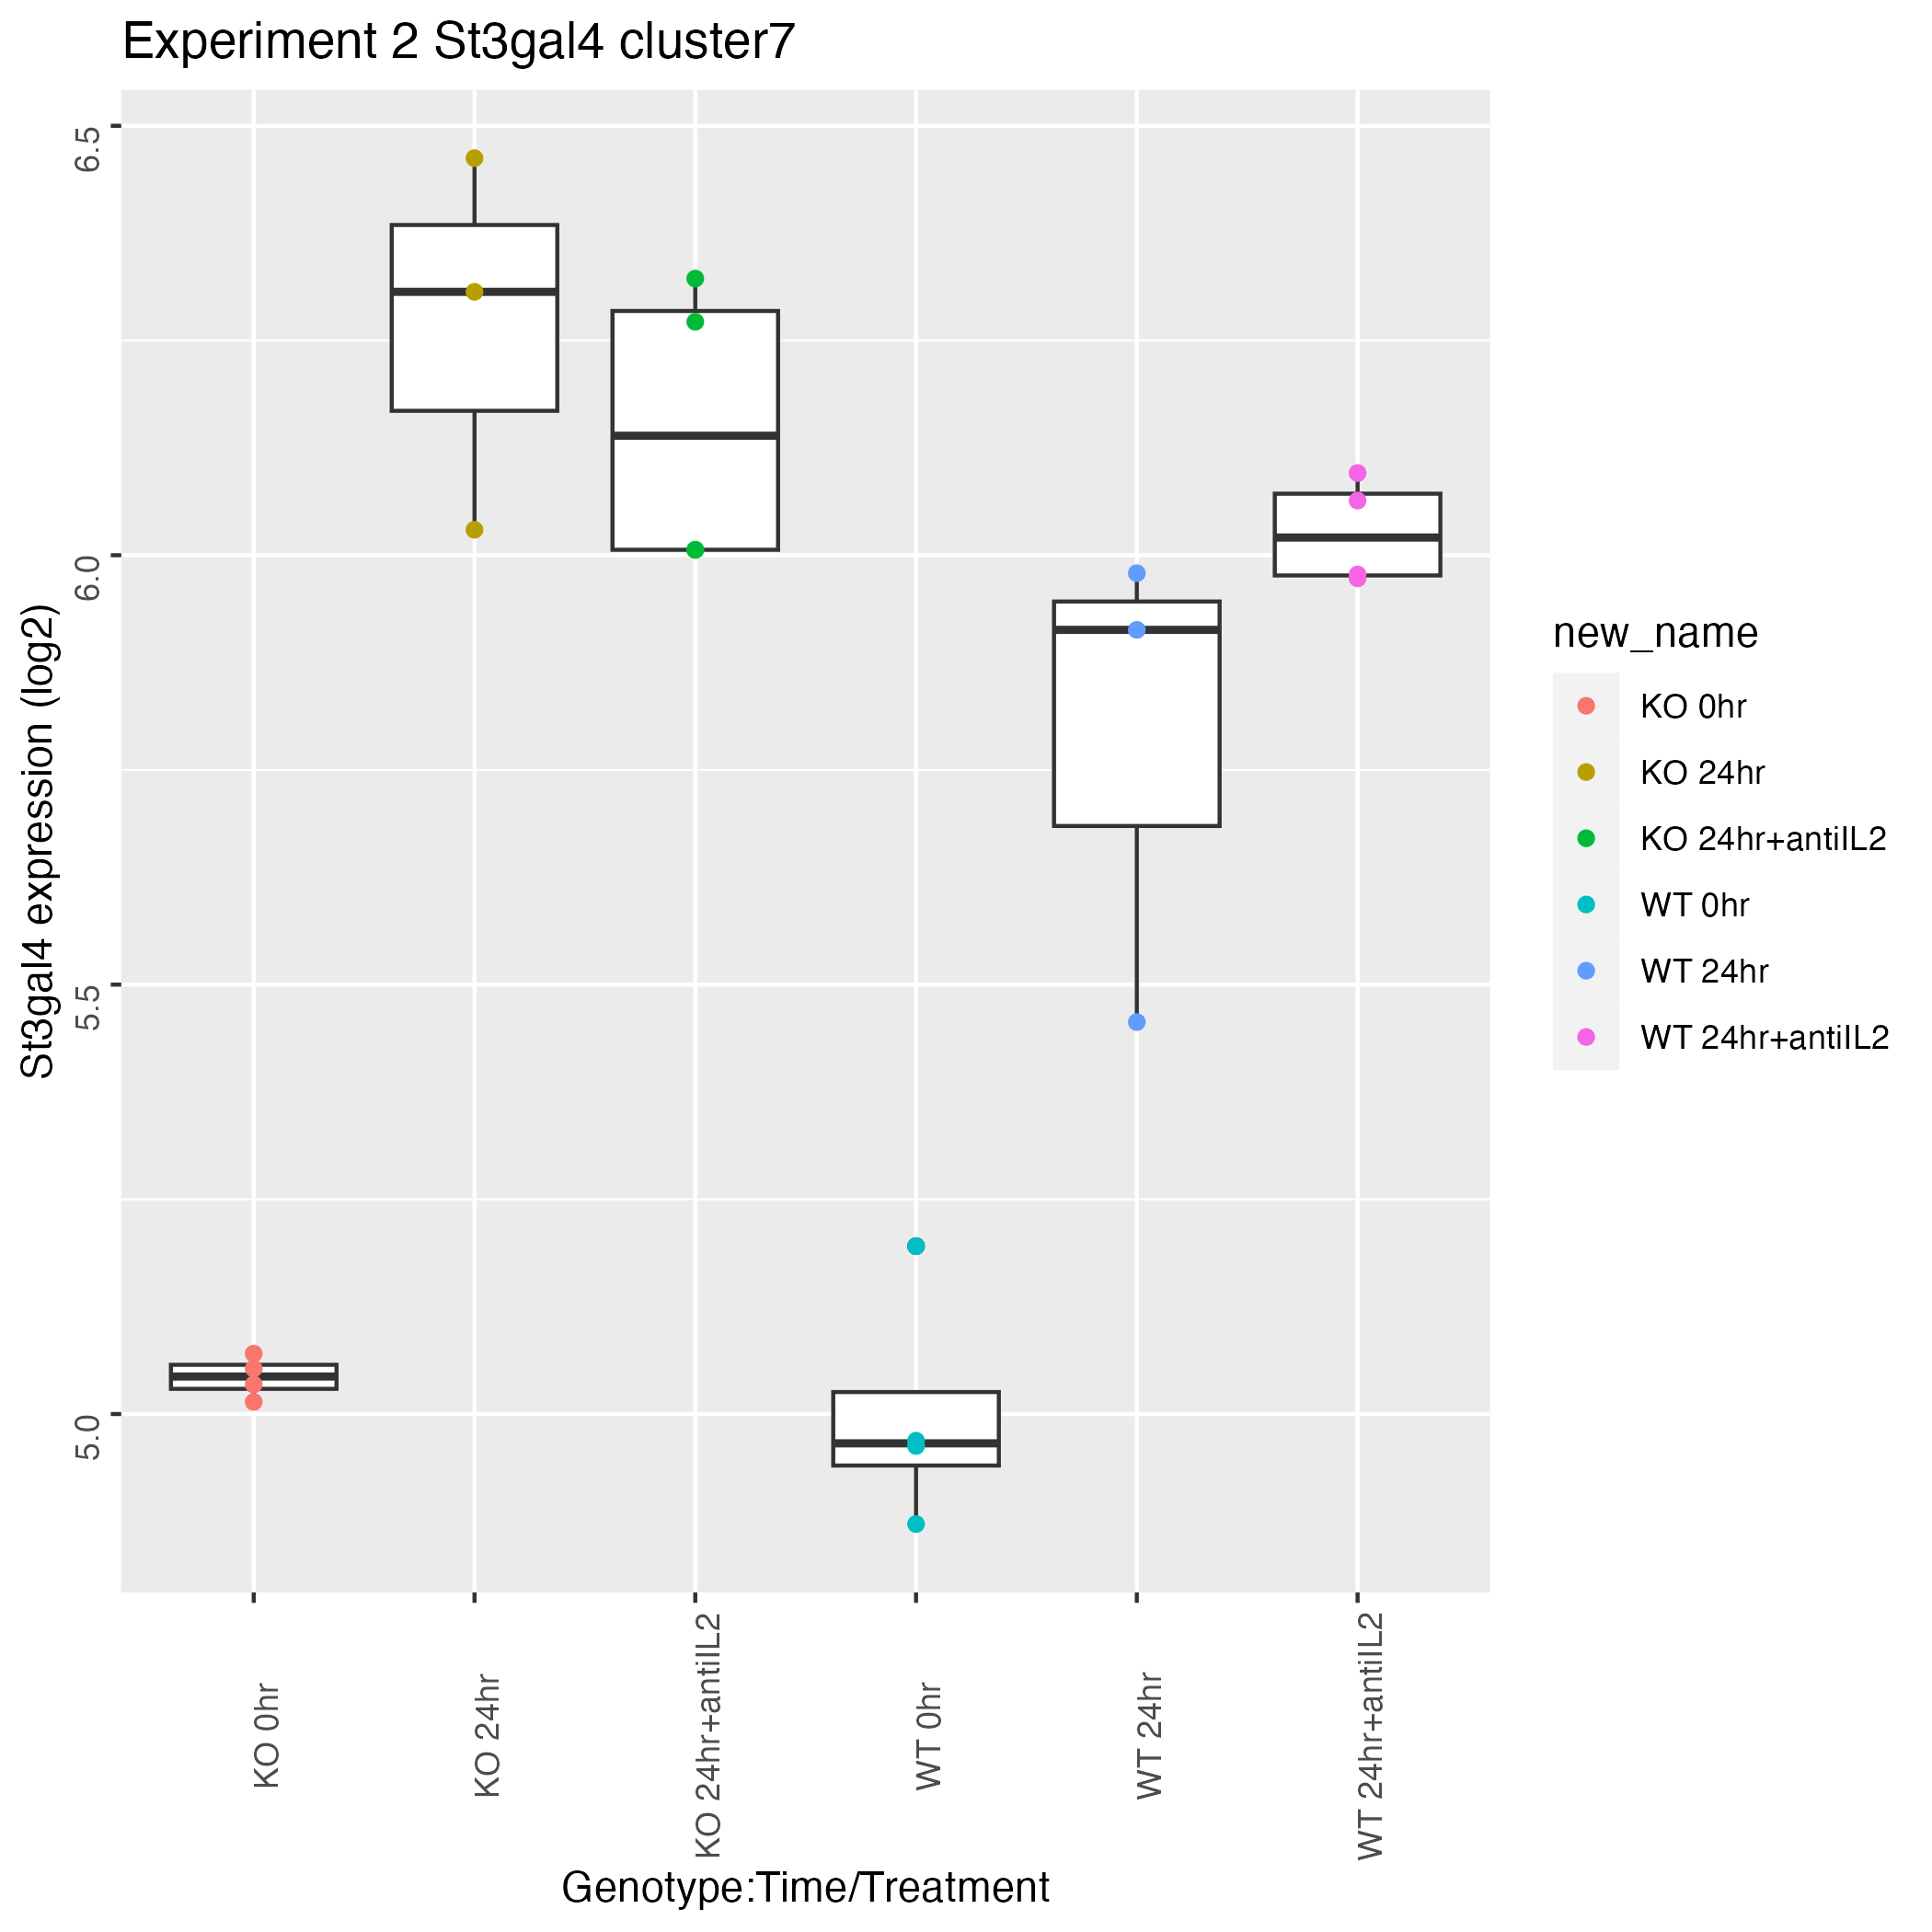 Experiment 2 St3gal4 cluster7
St3gal4 expression (log2)
6.5
6.0
5.5
5.0
KO 0hr
KO 24hr
KO 24hr+antiIL2
WT 0hr
WT 24hr
WT 24hr+antiIL2
Genotype:Time/Treatment
new_name
KO 0hr
KO 24hr
KO 24hr+antiIL2
WT 0hr
WT 24hr
WT 24hr+antiIL2